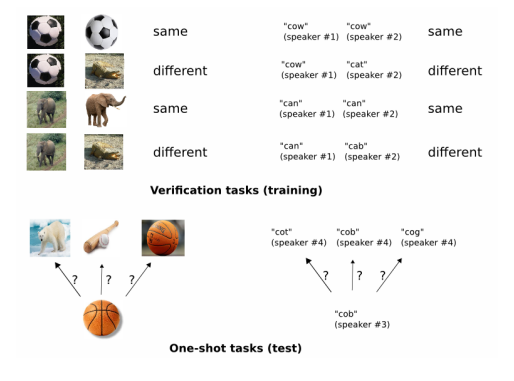 same "cow" "cow" same
(speaker #1) (speaker #2)
different "cow" "cat" different
(speaker #1) (speaker #2)
same "can" "can" same
(speaker #1) (speaker #2)
different "can" "cab" different
(speaker #1) (speaker #2)
Verification tasks (training)
"cot" "cob" "cog"
(speaker #4) (speaker #4) (speaker #4)
? ? ? ? ? ?
"cob"
(speaker #3)
One-shot tasks (test)